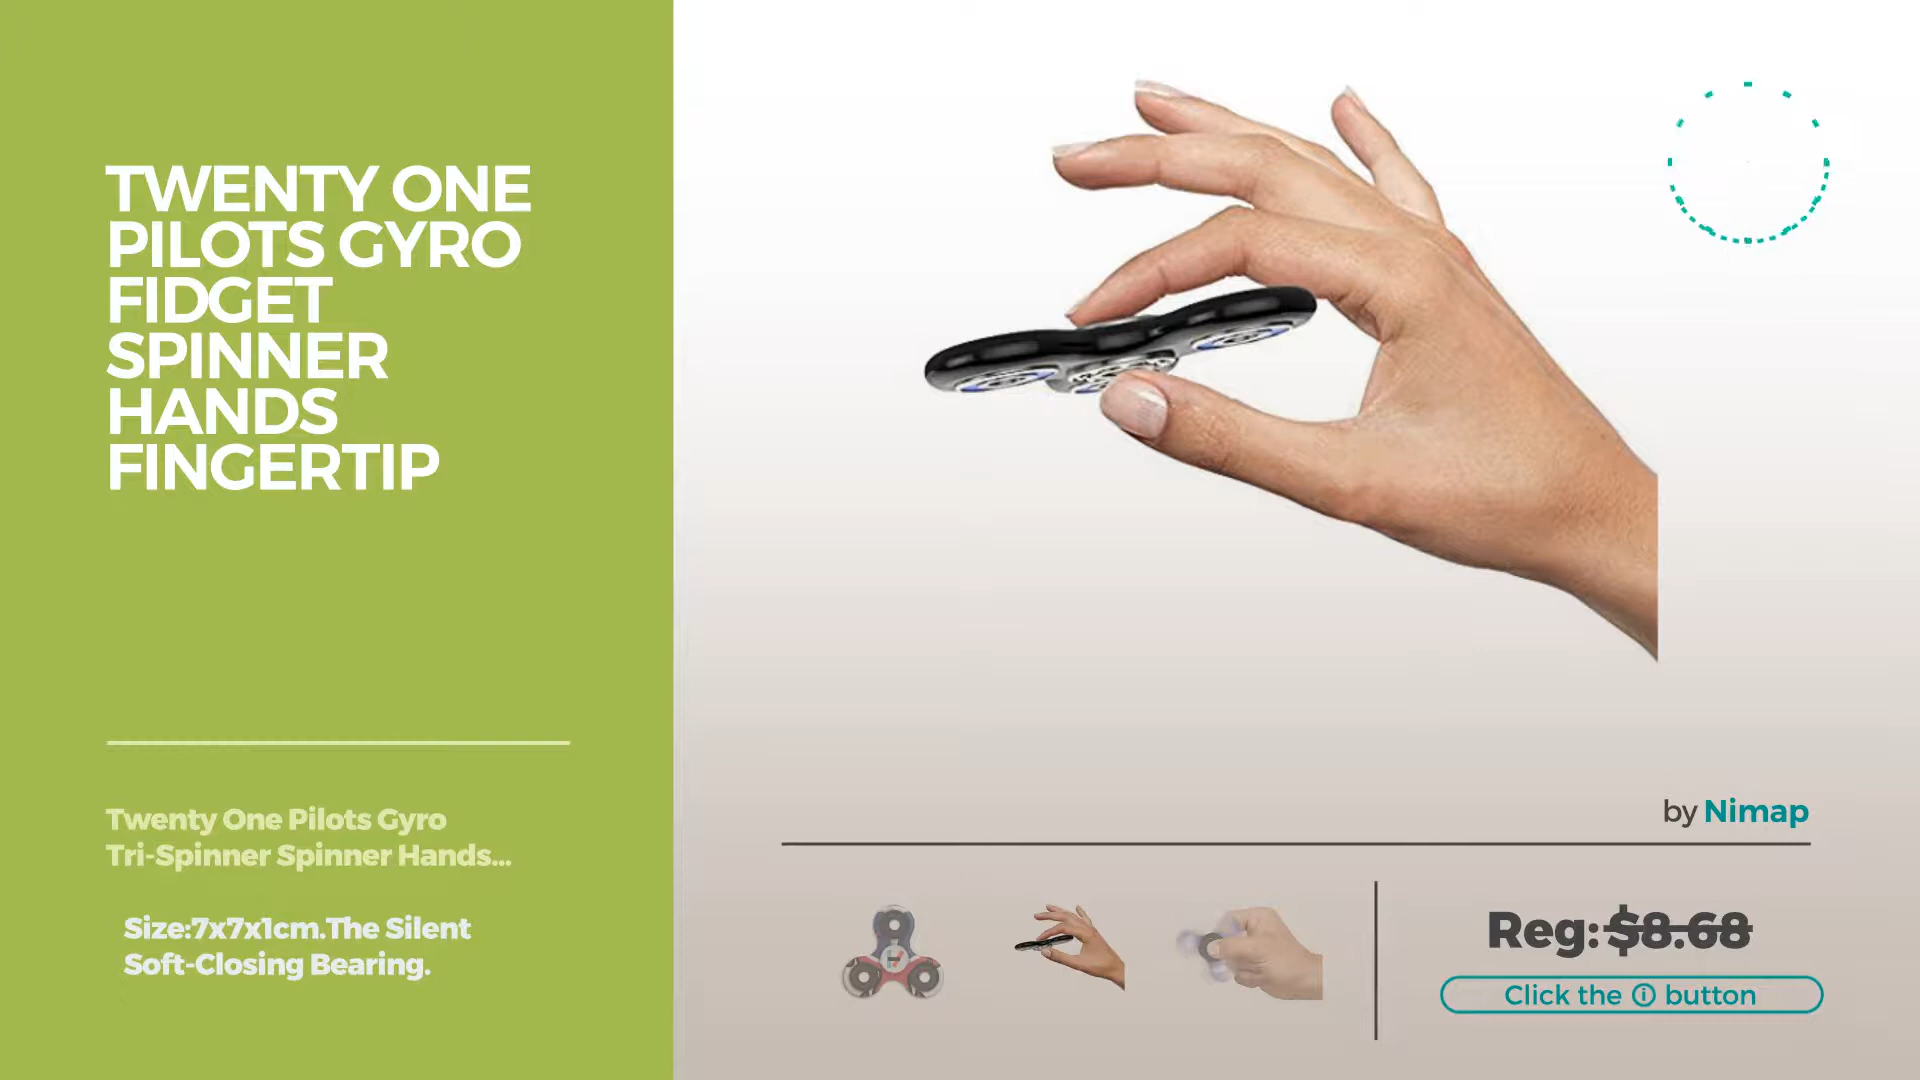 TWENTY ONE
PILOTS GYRO
FIDGET
SPINNER
HANDS
FINGERTIP
Twenty One Pilots Gyro
Tri-Spinner Spinner Hands...
Size:7x7x1cm.The Silent
Soft-Closing Bearing.
by Nimap
Reg: $8.68
Click the ⓘ button